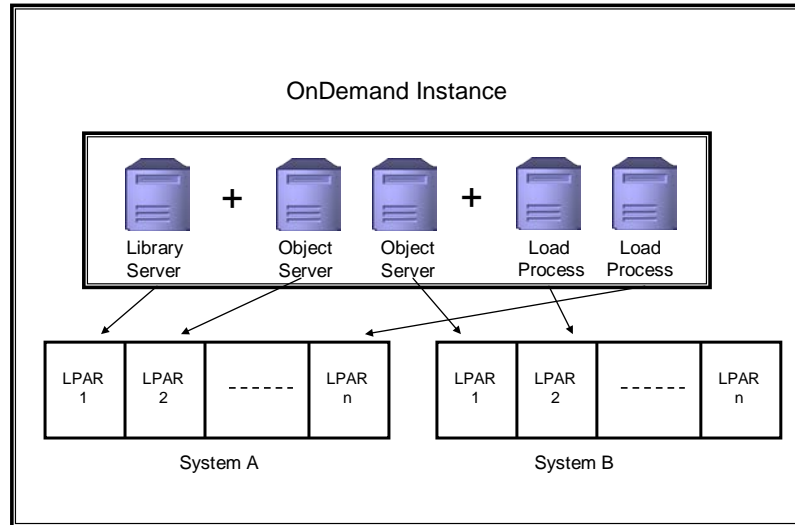 OnDemand Instance
+
+
Library
Server
Object
Server
Object
Server
Load
Process
Load
Process
LPAR
1
LPAR
2
------
LPAR
n
LPAR
1
LPAR
2
------
LPAR
n
System A
System B